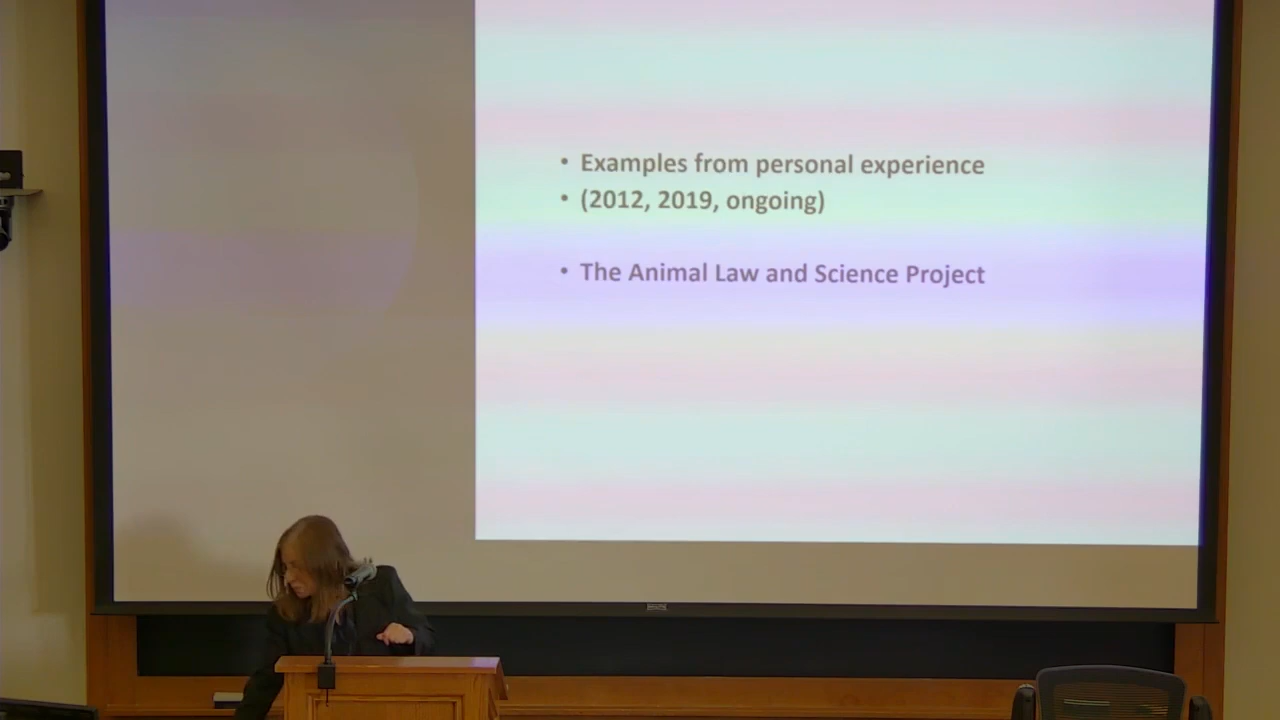 • Examples from personal experience
• (2012, 2019, ongoing)
• The Animal Law and Science Project